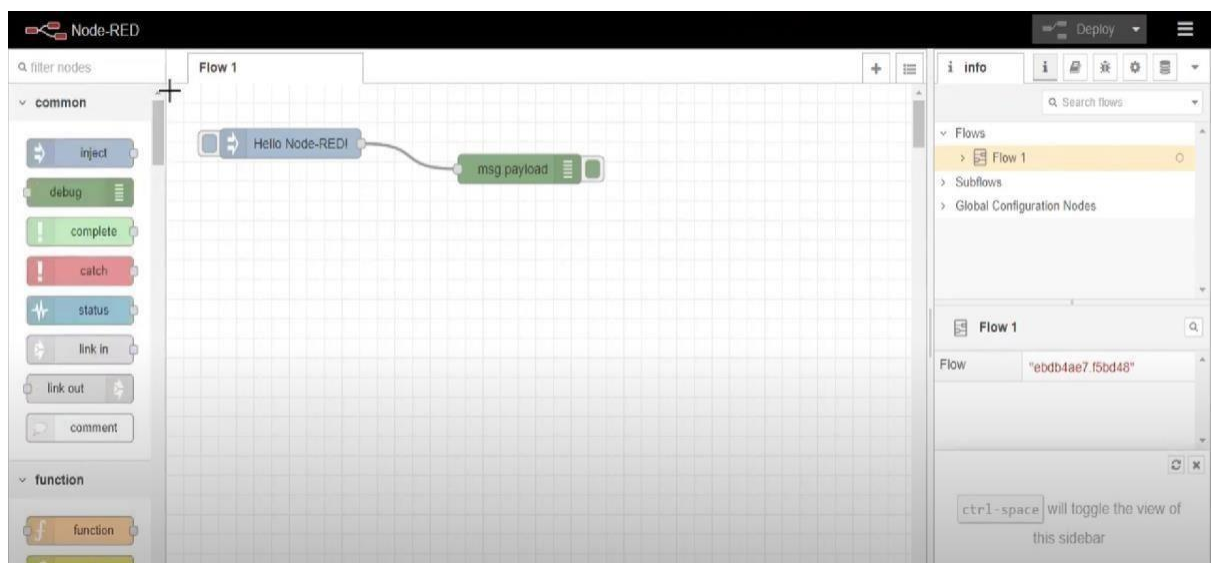 Node-RED
Deploy
filter nodes
Flow 1
i info
i
common
Search flows
Hello Node-RED!
msg.payload
Flows
Flow 1
Subflows
Global Configuration Nodes
inject
debug
complete
catch
status
link in
link out
comment
Flow 1
Flow "ebdb4ae7.f5bd48"
function
function
ctrl-space will toggle the view of
this sidebar